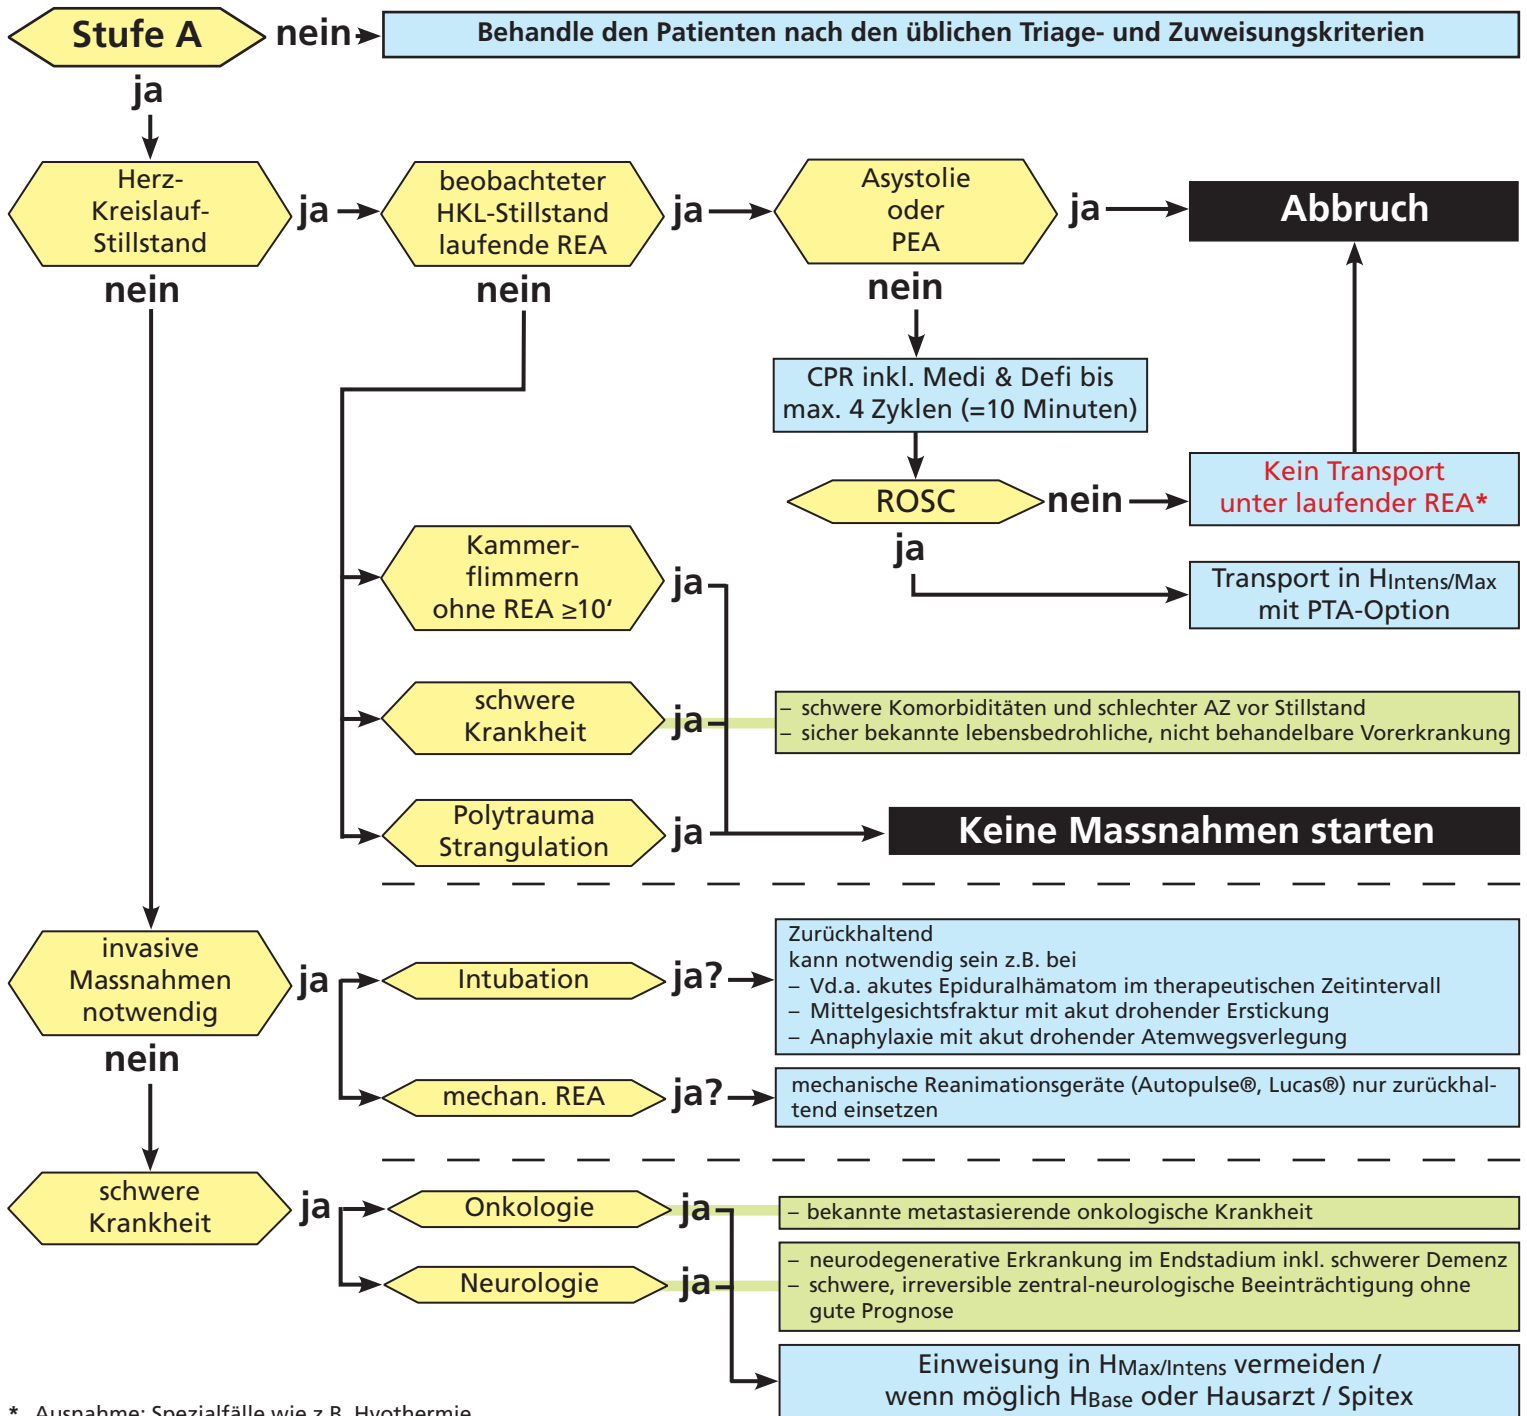 Stufe A
nein
Behandle den Patienten nach den üblichen Triage- und Zuweisungskriterien
ja
Herz-
Kreislauf-
Stillstand
ja
beobachteter
HKL-Stillstand
laufende REA
ja
Asystolie
oder
PEA
ja
Abbruch
nein
nein
nein
CPR inkl. Medi & Defi bis
max. 4 Zyklen (=10 Minuten)
ROSC
nein
Kein Transport
unter laufender REA*
ja
Transport in HIntens/Max
mit PTA-Option
Kammer-
flimmern
ohne REA ≥10‘
ja
schwere
Krankheit
ja
– schwere Komorbiditäten und schlechter AZ vor Stillstand
– sicher bekannte lebensbedrohliche, nicht behandelbare Vorerkrankung
Polytrauma
Strangulation
ja
Keine Massnahmen starten
invasive
Massnahmen
notwendig
ja
Intubation
ja?
Zurückhaltend
kann notwendig sein z.B. bei
– Vd.a. akutes Epiduralhämatom im therapeutischen Zeitintervall
– Mittelgesichtsfraktur mit akut drohender Erstickung
– Anaphylaxie mit akut drohender Atemwegsverlegung
nein
mechan. REA
ja?
mechanische Reanimationsgeräte (Autopulse®, Lucas®) nur zurückhal-
tend einsetzen
schwere
Krankheit
ja
Onkologie
ja
– bekannte metastasierende onkologische Krankheit
Neurologie
ja
– neurodegenerative Erkrankung im Endstadium inkl. schwerer Demenz
– schwere, irreversible zentral-neurologische Beeinträchtigung ohne
gute Prognose
Einweisung in HMax/Intens vermeiden /
wenn möglich HBase oder Hausarzt / Spitex
* Ausnahme: Spezialfälle wie z.B. Hyothermie